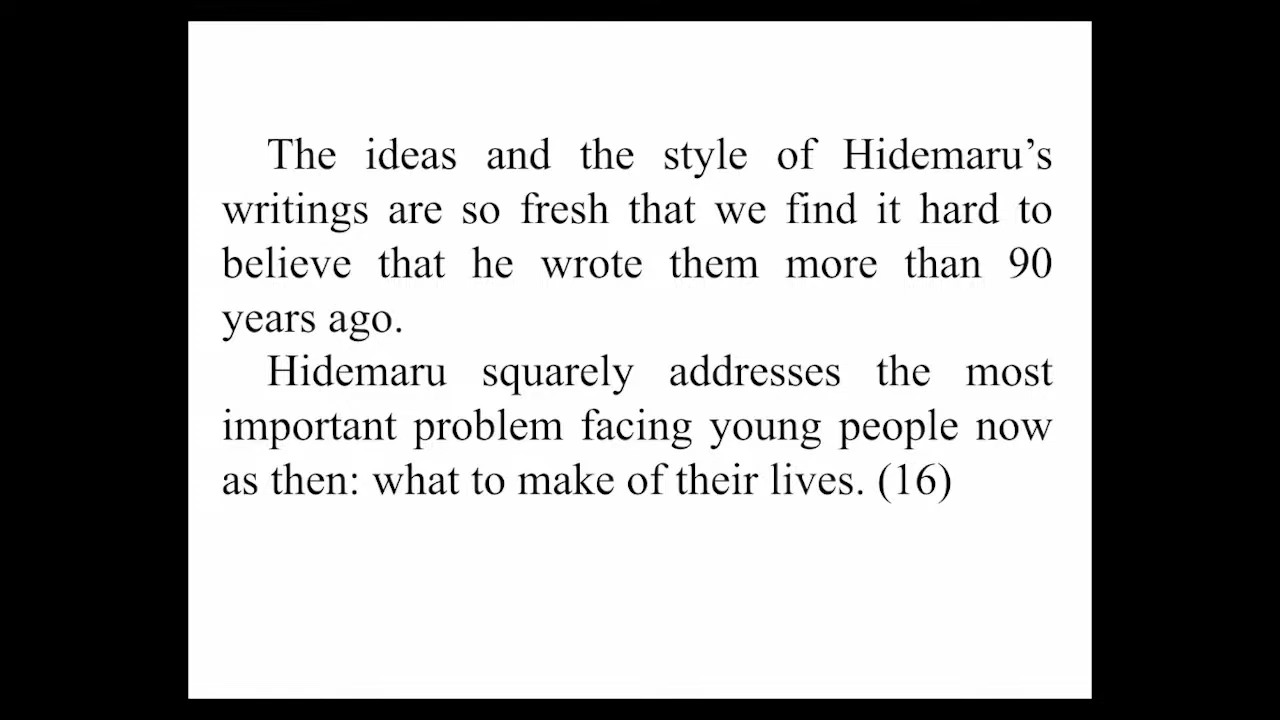 The ideas and the style of Hidemaru’s
writings are so fresh that we find it hard to
believe that he wrote them more than 90
years ago.
Hidemaru squarely addresses the most
important problem facing young people now
as then: what to make of their lives. (16)